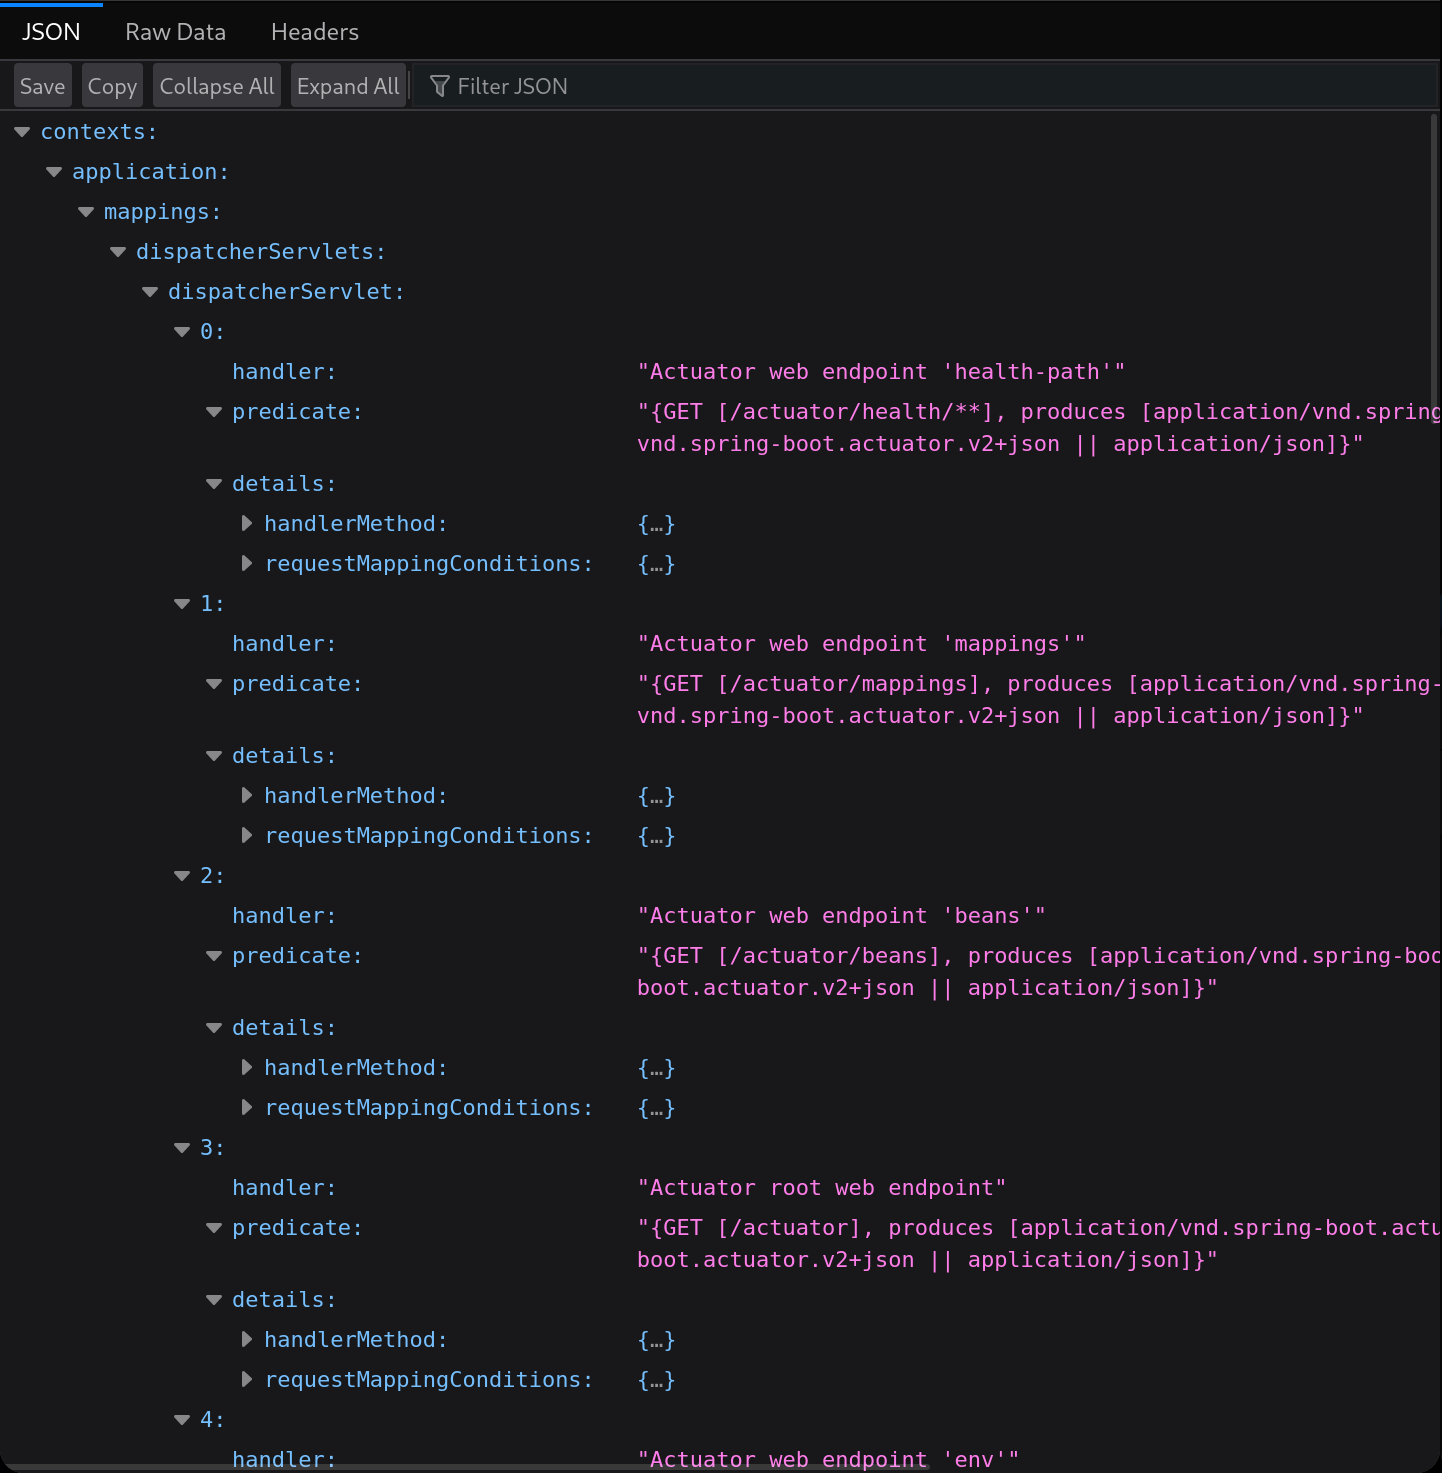 JSON Raw Data Headers
Save Copy Collapse All Expand All Filter JSON
contexts:
application:
mappings:
dispatcherServlets:
dispatcherServlet:
0:
handler: "Actuator web endpoint 'health-path'"
predicate: "{GET [/actuator/health/**], produces [application/vnd.spring
vnd.spring-boot.actuator.v2+json || application/json]}"
details:
handlerMethod: {…}
requestMappingConditions: {…}
1:
handler: "Actuator web endpoint 'mappings'"
predicate: "{GET [/actuator/mappings], produces [application/vnd.spring-
vnd.spring-boot.actuator.v2+json || application/json]}"
details:
handlerMethod: {…}
requestMappingConditions: {…}
2:
handler: "Actuator web endpoint 'beans'"
predicate: "{GET [/actuator/beans], produces [application/vnd.spring-boo
boot.actuator.v2+json || application/json]}"
details:
handlerMethod: {…}
requestMappingConditions: {…}
3:
handler: "Actuator root web endpoint"
predicate: "{GET [/actuator], produces [application/vnd.spring-boot.actu
boot.actuator.v2+json || application/json]}"
details:
handlerMethod: {…}
requestMappingConditions: {…}
4:
handler: "Actuator web endpoint 'env'"